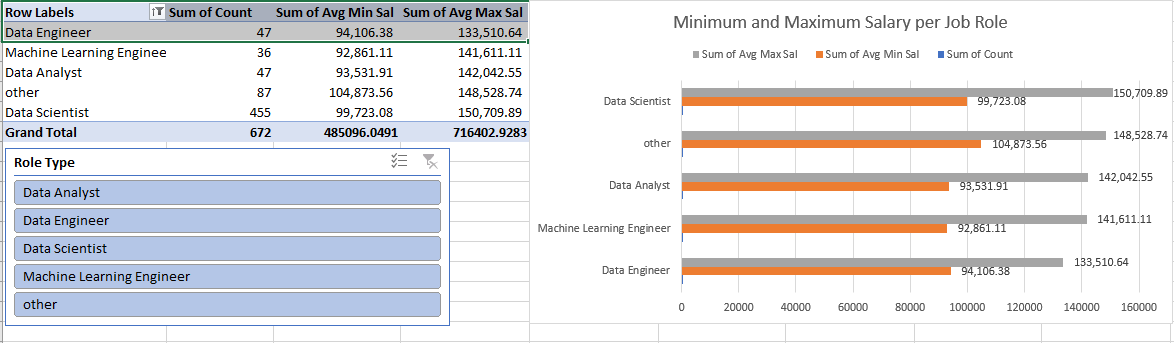 Row Labels Sum of Count Sum of Avg Min Sal Sum of Avg Max Sal
Data Engineer 47 94,106.38 133,510.64
Machine Learning Enginee 36 92,861.11 141,611.11
Data Analyst 47 93,531.91 142,042.55
other 87 104,873.56 148,528.74
Data Scientist 455 99,723.08 150,709.89
Grand Total 672 485096.0491 716402.9283
Role Type
Data Analyst
Data Engineer
Data Scientist
Machine Learning Engineer
other
Minimum and Maximum Salary per Job Role
Sum of Avg Max Sal Sum of Avg Min Sal Sum of Count
Data Scientist 150,709.89
99,723.08
other 148,528.74
104,873.56
Data Analyst 142,042.55
93,531.91
Machine Learning Engineer 141,611.11
92,861.11
Data Engineer 133,510.64
94,106.38
0 20000 40000 60000 80000 100000 120000 140000 160000